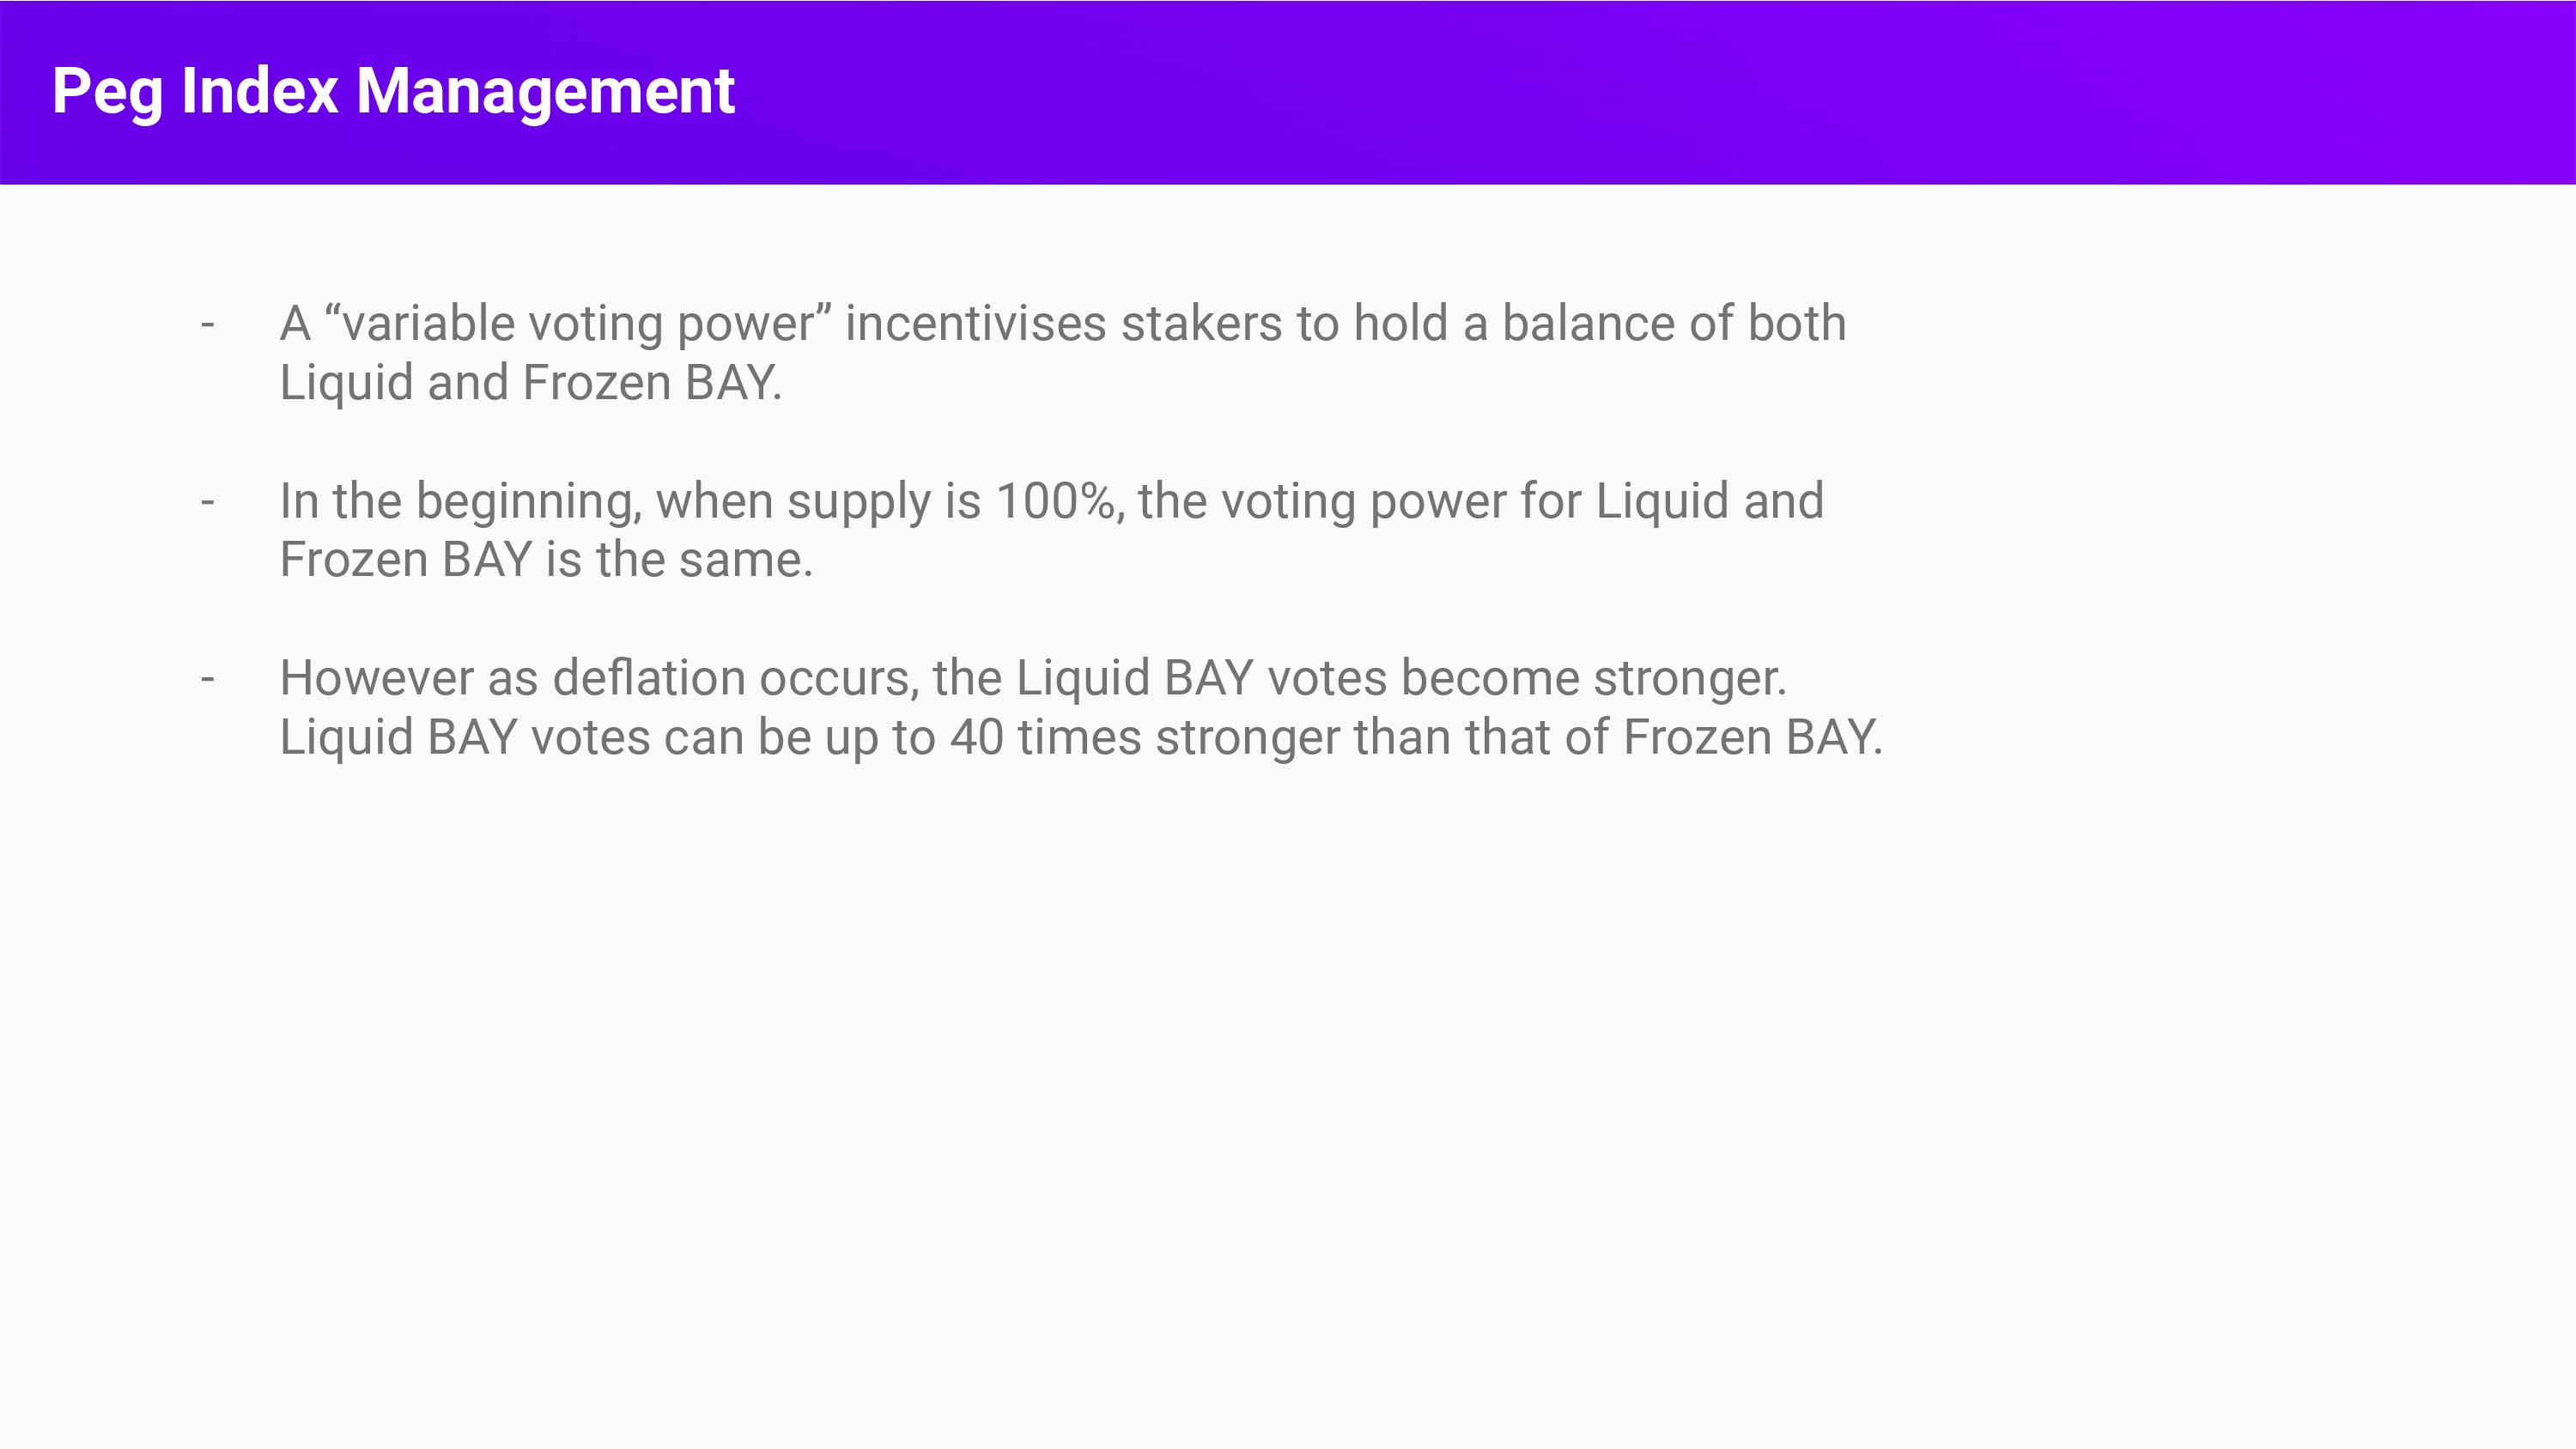 Peg Index Management
- A “variable voting power” incentivises stakers to hold a balance of both
Liquid and Frozen BAY.
- In the beginning, when supply is 100%, the voting power for Liquid and
Frozen BAY is the same.
- However as deflation occurs, the Liquid BAY votes become stronger.
Liquid BAY votes can be up to 40 times stronger than that of Frozen BAY.